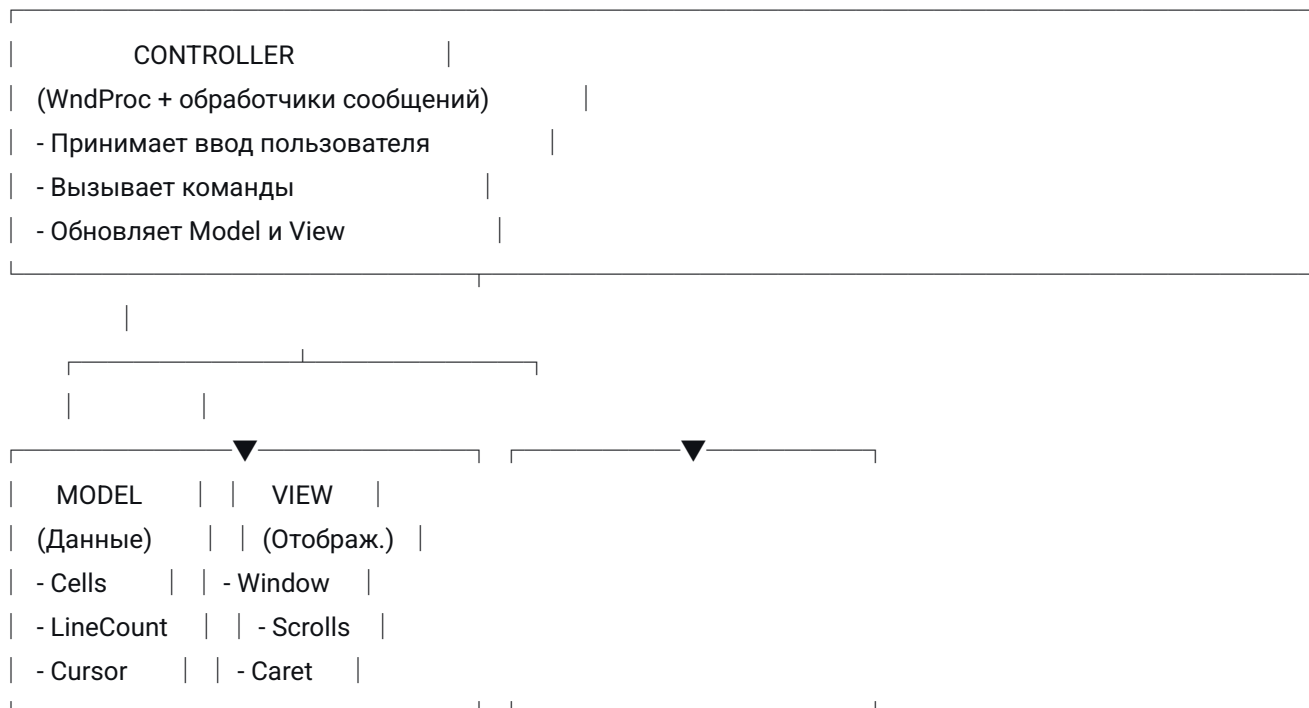 CONTROLLER
(WndProc + обработчики сообщений)
- Принимает ввод пользователя
- Вызывает команды
- Обновляет Model и View
MODEL VIEW
(Данные) (Отображ.)
- Cells - Window
- LineCount - Scrolls
- Cursor - Caret